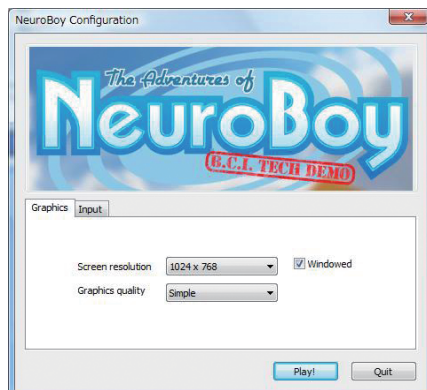 NeuroBoy Configuration
The Adventures of
NeuroBoy
B.C.I. TECH DEMO
Graphics Input
Screen resolution 1024 x 768 Windowed
Graphics quality Simple
Play! Quit